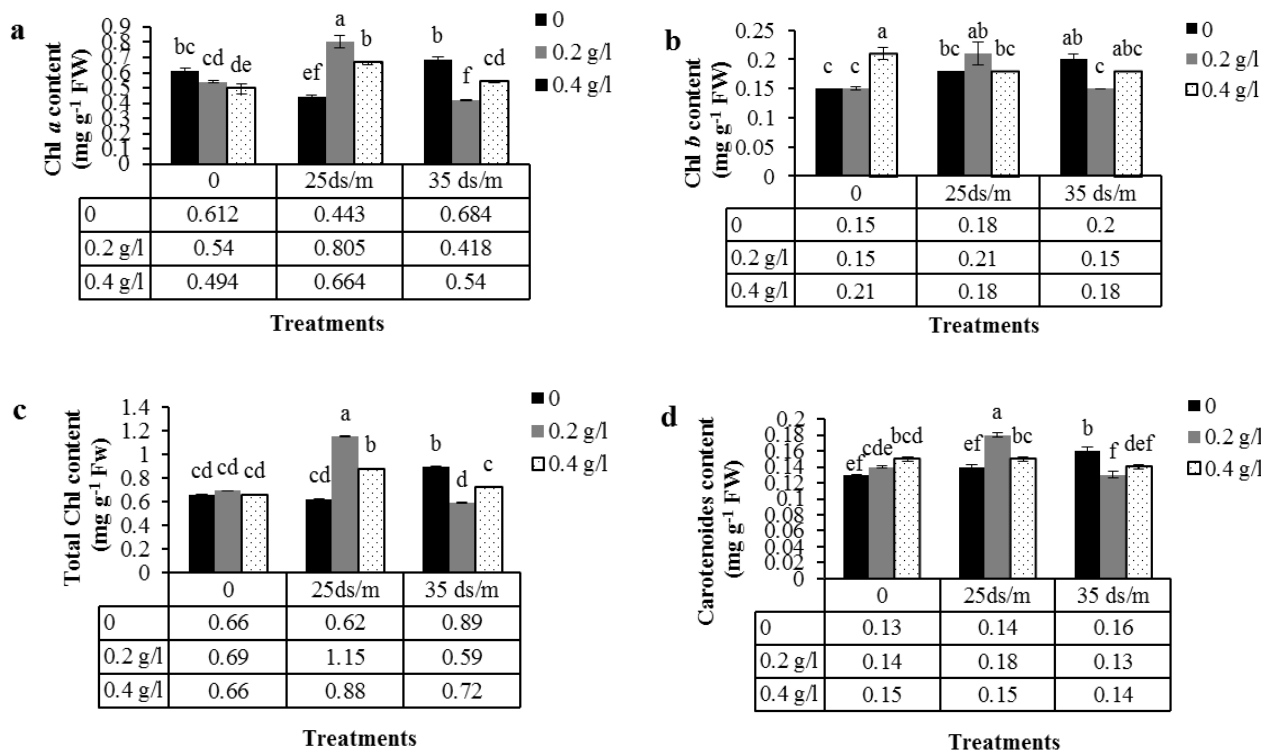 a
Chl a content
(mg g-1 FW)
0.9
0.8
0.7
0.6
0.5
0.4
0.3
0.2
0.1
0
bc cd de
ef a b
cd f cd
0
0.2 g/l
0.4 g/l
0 25ds/m 35 ds/m
0 0.612 0.443 0.684
0.2 g/l 0.54 0.805 0.418
0.4 g/l 0.494 0.664 0.54
Treatments
b
Chl b content
(mg g-1 FW)
0.25
0.2
0.15
0.1
0.05
0
c c a
bc ab bc
ab c abc
0
0.2 g/l
0.4 g/l
0 25ds/m 35 ds/m
0 0.15 0.18 0.2
0.2 g/l 0.15 0.21 0.15
0.4 g/l 0.21 0.18 0.18
Treatments
c
Total Chl content
(mg g-1 Fw)
1.4
1.2
1
0.8
0.6
0.4
0.2
0
cd cd cd
cd a b
b d c
0
0.2 g/l
0.4 g/l
0 25ds/m 35 ds/m
0 0.66 0.62 0.89
0.2 g/l 0.69 1.15 0.59
0.4 g/l 0.66 0.88 0.72
Treatments
d
Carotenoides content
(mg g-1 FW)
0.2
0.18
0.16
0.14
0.12
0.1
0.08
0.06
0.04
0.02
0
ef cde bcd
ef a bc
b f def
0
0.2 g/l
0.4 g/l
0 25ds/m 35 ds/m
0 0.13 0.14 0.16
0.2 g/l 0.14 0.18 0.13
0.4 g/l 0.15 0.15 0.14
Treatments